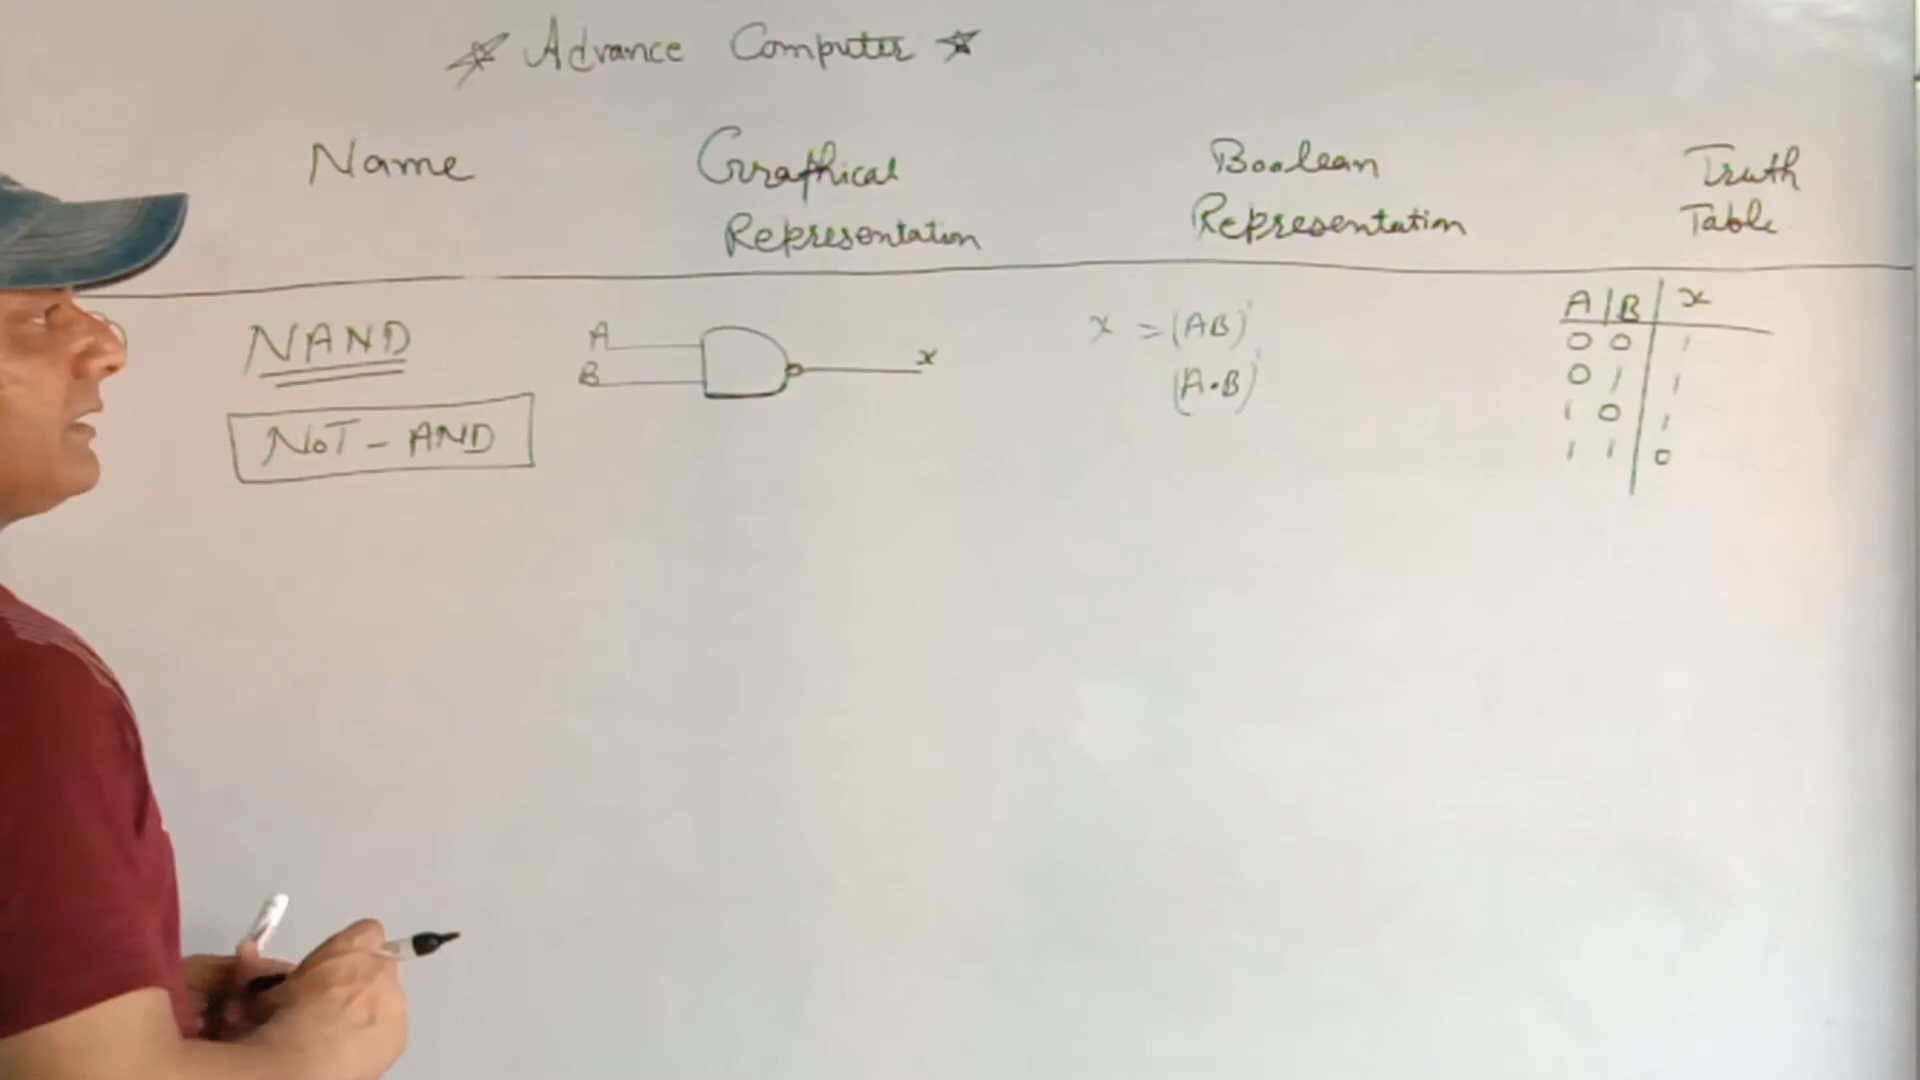 Advance Computer
Name Graphical Representation Boolean Representation Truth Table
NAND
NOT - AND
A
B
x
x = (AB)'
(A·B)'
A B x
0 0 1
0 1 1
1 0 1
1 1 0